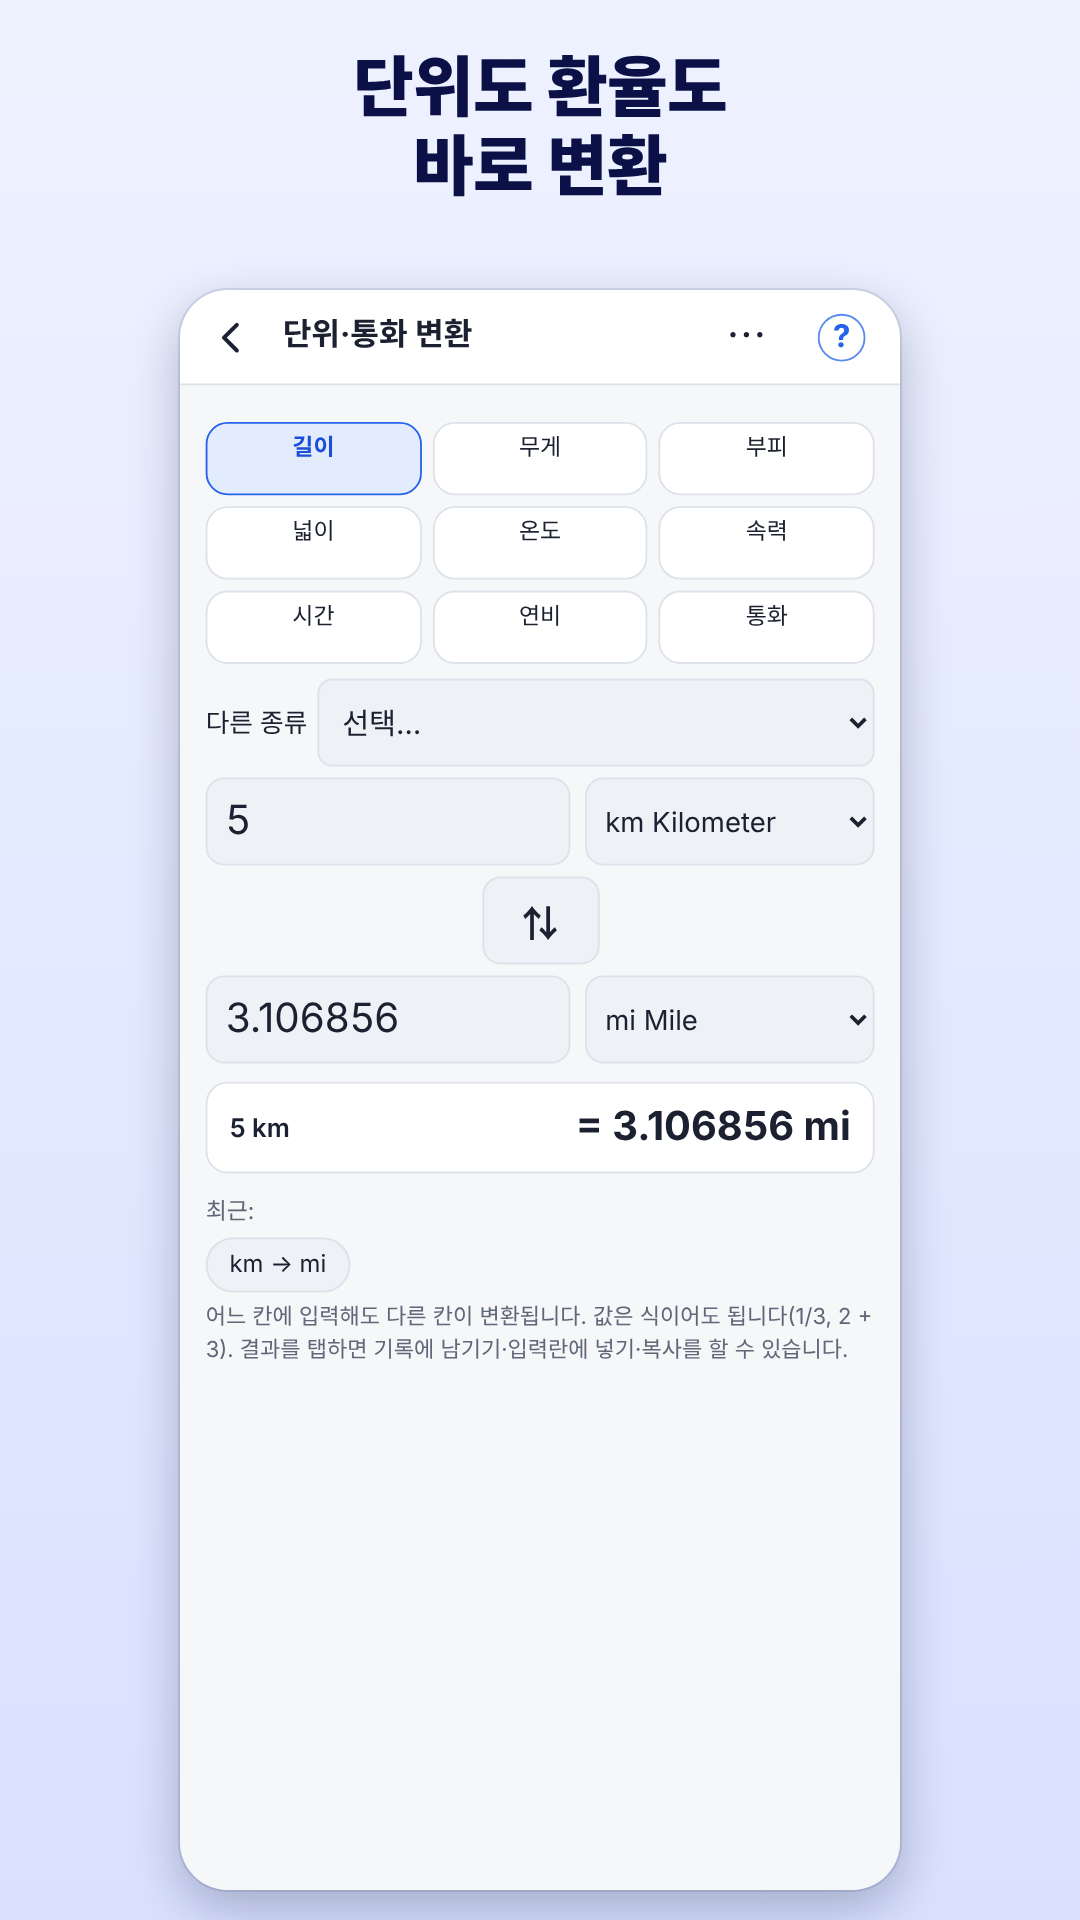 단위도 환율도
바로 변환
단위·통화 변환 ··· ?
길이 무게 부피
넓이 온도 속력
시간 연비 통화
다른 종류 선택...
5 km Kilometer
3.106856 mi Mile
5 km = 3.106856 mi
최근:
km → mi
어느 칸에 입력해도 다른 칸이 변환됩니다. 값은 식이어도 됩니다(1/3, 2 +
3). 결과를 탭하면 기록에 남기기·입력란에 넣기·복사를 할 수 있습니다.